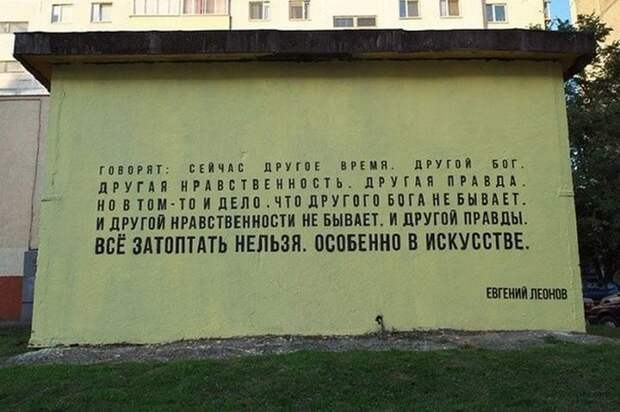 ГОВОРЯТ: СЕЙЧАС ДРУГОЕ ВРЕМЯ. ДРУГОЙ БОГ.
ДРУГАЯ НРАВСТВЕННОСТЬ. ДРУГАЯ ПРАВДА.
НО В ТОМ-ТО И ДЕЛО, ЧТО ДРУГОГО БОГА НЕ БЫВАЕТ.
И ДРУГОЙ НРАВСТВЕННОСТИ НЕ БЫВАЕТ, И ДРУГОЙ ПРАВДЫ.
ВСЁ ЗАТОПТАТЬ НЕЛЬЗЯ. ОСОБЕННО В ИСКУССТВЕ.
ЕВГЕНИЙ ЛЕОНОВ